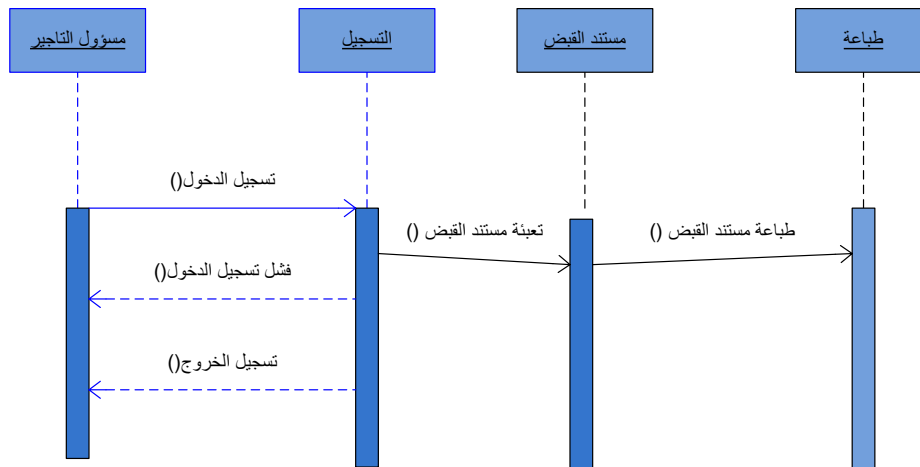 مسؤول التاجير
التسجيل
مستند القبض
طباعة
تسجيل الدخول()
تعبئة مستند القبض ()
طباعة مستند القبض ()
فشل تسجيل الدخول()
تسجيل الخروج()